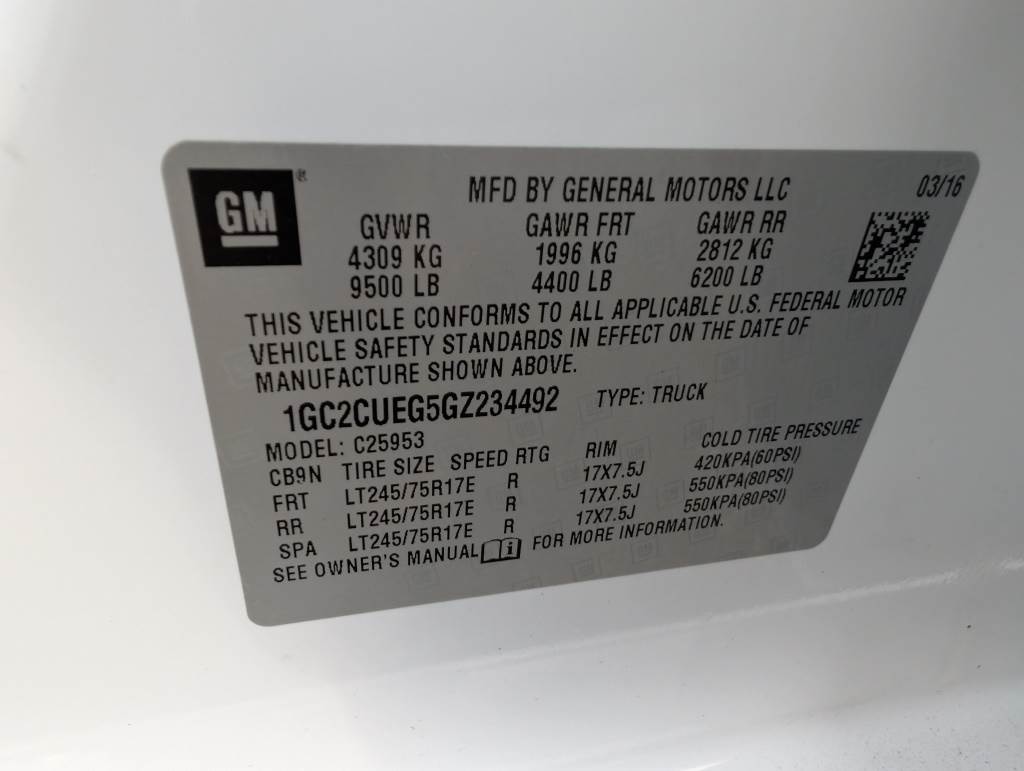 GM®
MFD BY GENERAL MOTORS LLC 03/16
GVWR GAWR FRT GAWR RR
4309 KG 1996 KG 2812 KG
9500 LB 4400 LB 6200 LB
THIS VEHICLE CONFORMS TO ALL APPLICABLE U.S. FEDERAL MOTOR
VEHICLE SAFETY STANDARDS IN EFFECT ON THE DATE OF
MANUFACTURE SHOWN ABOVE.
1GC2CUEG5GZ234492 TYPE: TRUCK
MODEL: C25953
CB9N TIRE SIZE SPEED RTG RIM COLD TIRE PRESSURE
FRT LT245/75R17E R 17X7.5J 420KPA(60PSI)
RR LT245/75R17E R 17X7.5J 550KPA(80PSI)
SPA LT245/75R17E R 17X7.5J 550KPA(80PSI)
SEE OWNER'S MANUAL i FOR MORE INFORMATION.